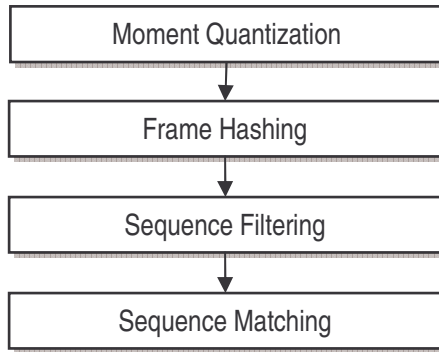 Moment Quantization
Frame Hashing
Sequence Filtering
Sequence Matching